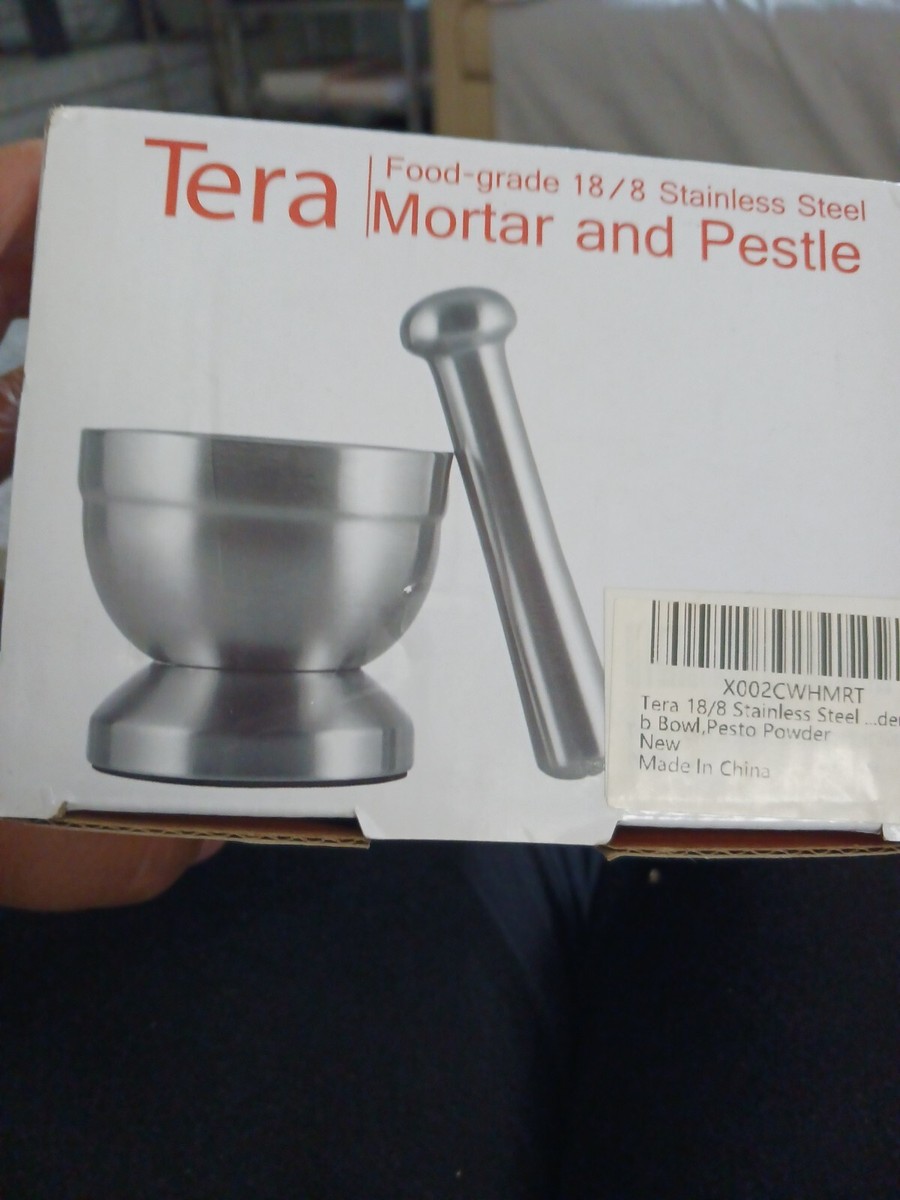 Tera
Food-grade 18/8 Stainless Steel
Mortar and Pestle
X002CWHMRT
Tera 18/8 Stainless Steel ...de
b Bowl,Pesto Powder
New
Made In China